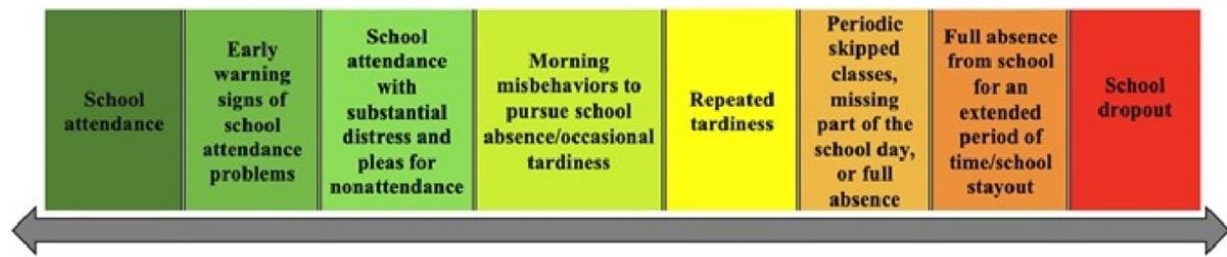 School
attendance
Early
warning
signs of
school
attendance
problems
School
attendance
with
substantial
distress and
pleas for
nonattendance
Morning
misbehaviors to
pursue school
absence/occasional
tardiness
Repeated
tardiness
Periodic
skipped
classes,
missing
part of the
school day,
or full
absence
Full absence
from school
for an
extended
period of
time/school
stayout
School
dropout